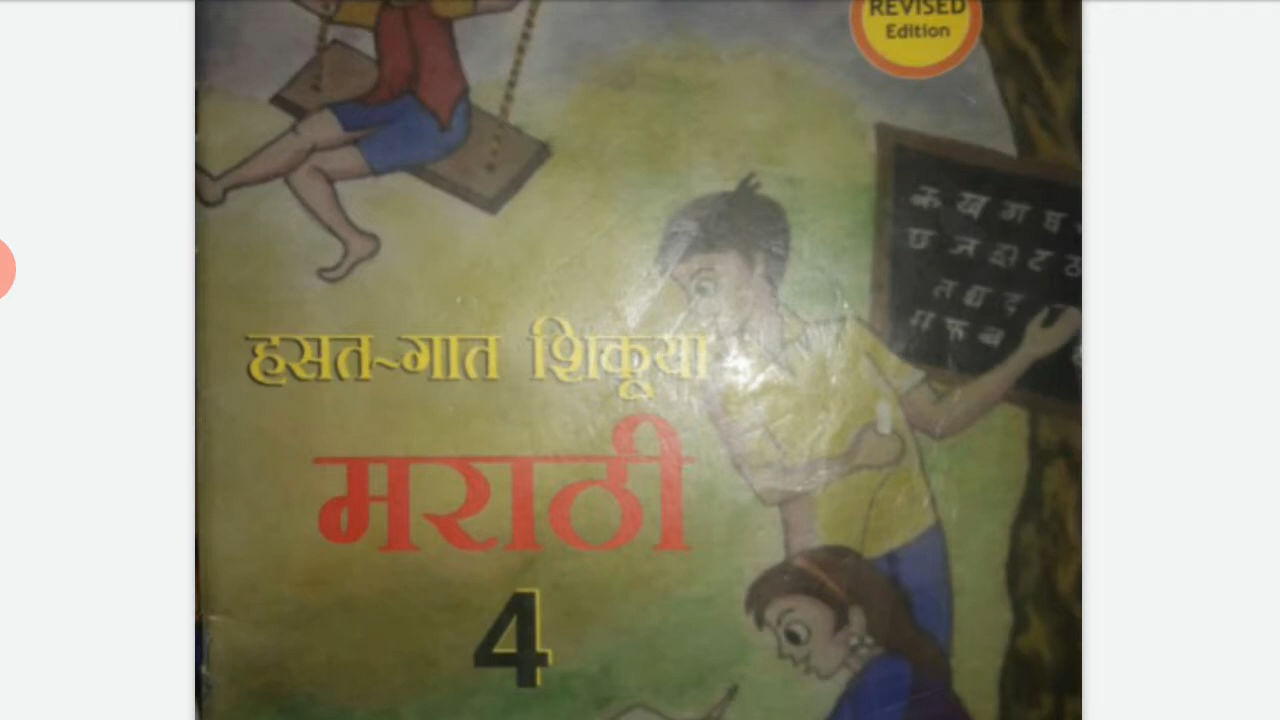 REVISED
Edition
क ख ग घ
छ ज झ ट ठ
त थ द
हसत~गात शिकूया
मराठी
4